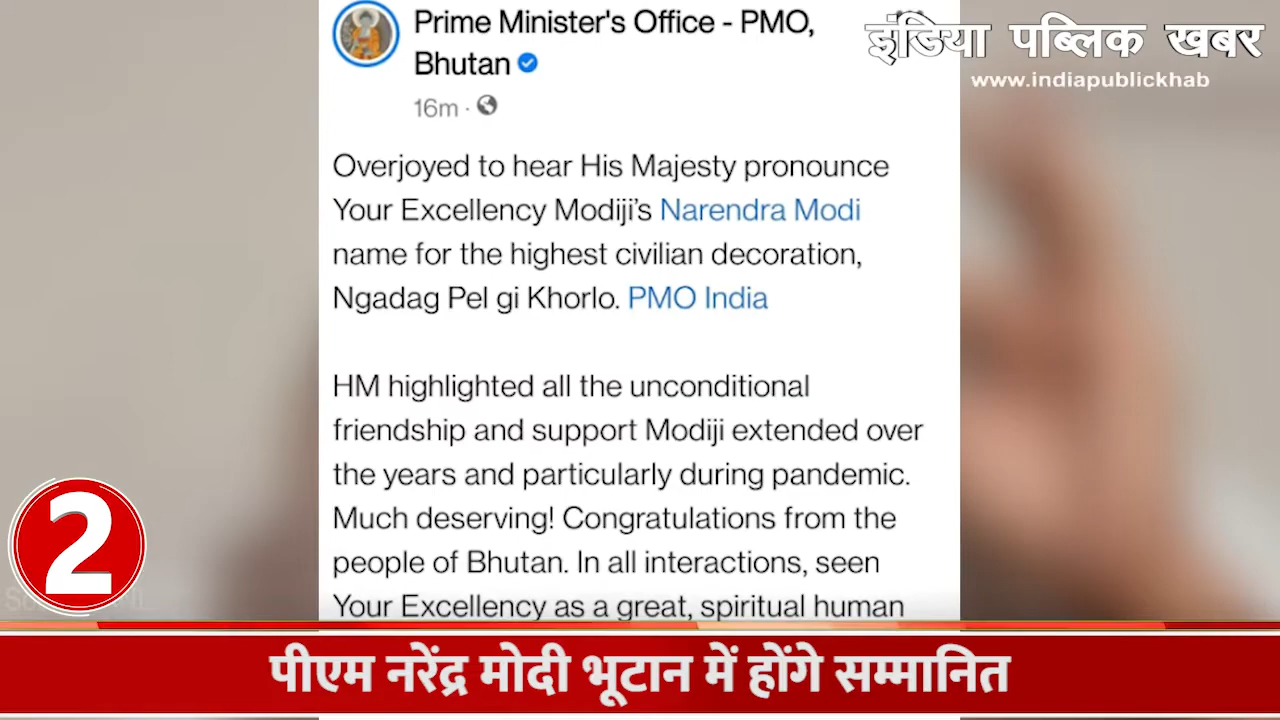 Prime Minister's Office - PMO,
Bhutan
16m ·
इंडिया पब्लिक खबर
www.indiapublickhab
Overjoyed to hear His Majesty pronounce
Your Excellency Modiji’s Narendra Modi
name for the highest civilian decoration,
Ngadag Pel gi Khorlo. PMO India
HM highlighted all the unconditional
friendship and support Modiji extended over
the years and particularly during pandemic.
Much deserving! Congratulations from the
people of Bhutan. In all interactions, seen
Your Excellency as a great, spiritual human
2
पीएम नरेंद्र मोदी भूटान में होंगे सम्मानित